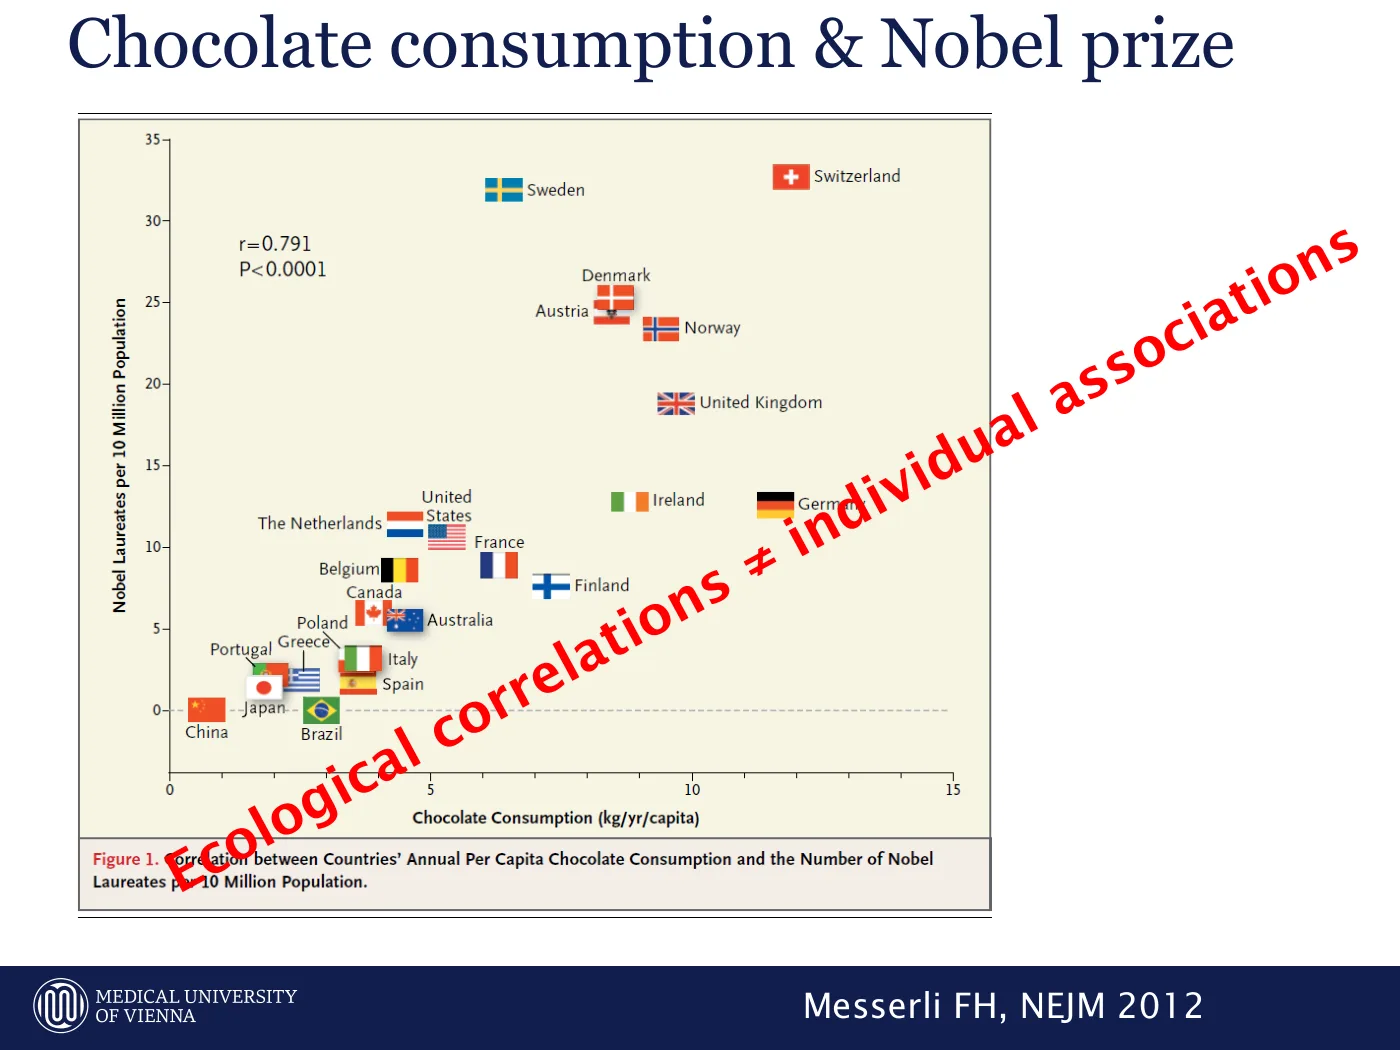 Chocolate consumption & Nobel prize
35
30
25
20
15
10
5
0
Nobel Laureates per 10 Million Population
r=0.791
P<0.0001
Sweden
Switzerland
Denmark
Austria
Norway
United Kingdom
Ireland
Germany
United
States
The Netherlands
France
Belgium
Finland
Canada
Australia
Poland
Portugal
Greece
Italy
Spain
Japan
China
Brazil
0
5
10
15
Chocolate Consumption (kg/yr/capita)
Ecological correlations ≠ individual associations
Figure 1. Correlation between Countries' Annual Per Capita Chocolate Consumption and the Number of Nobel
Laureates per 10 Million Population.
MEDICAL UNIVERSITY
OF VIENNA
Messerli FH, NEJM 2012